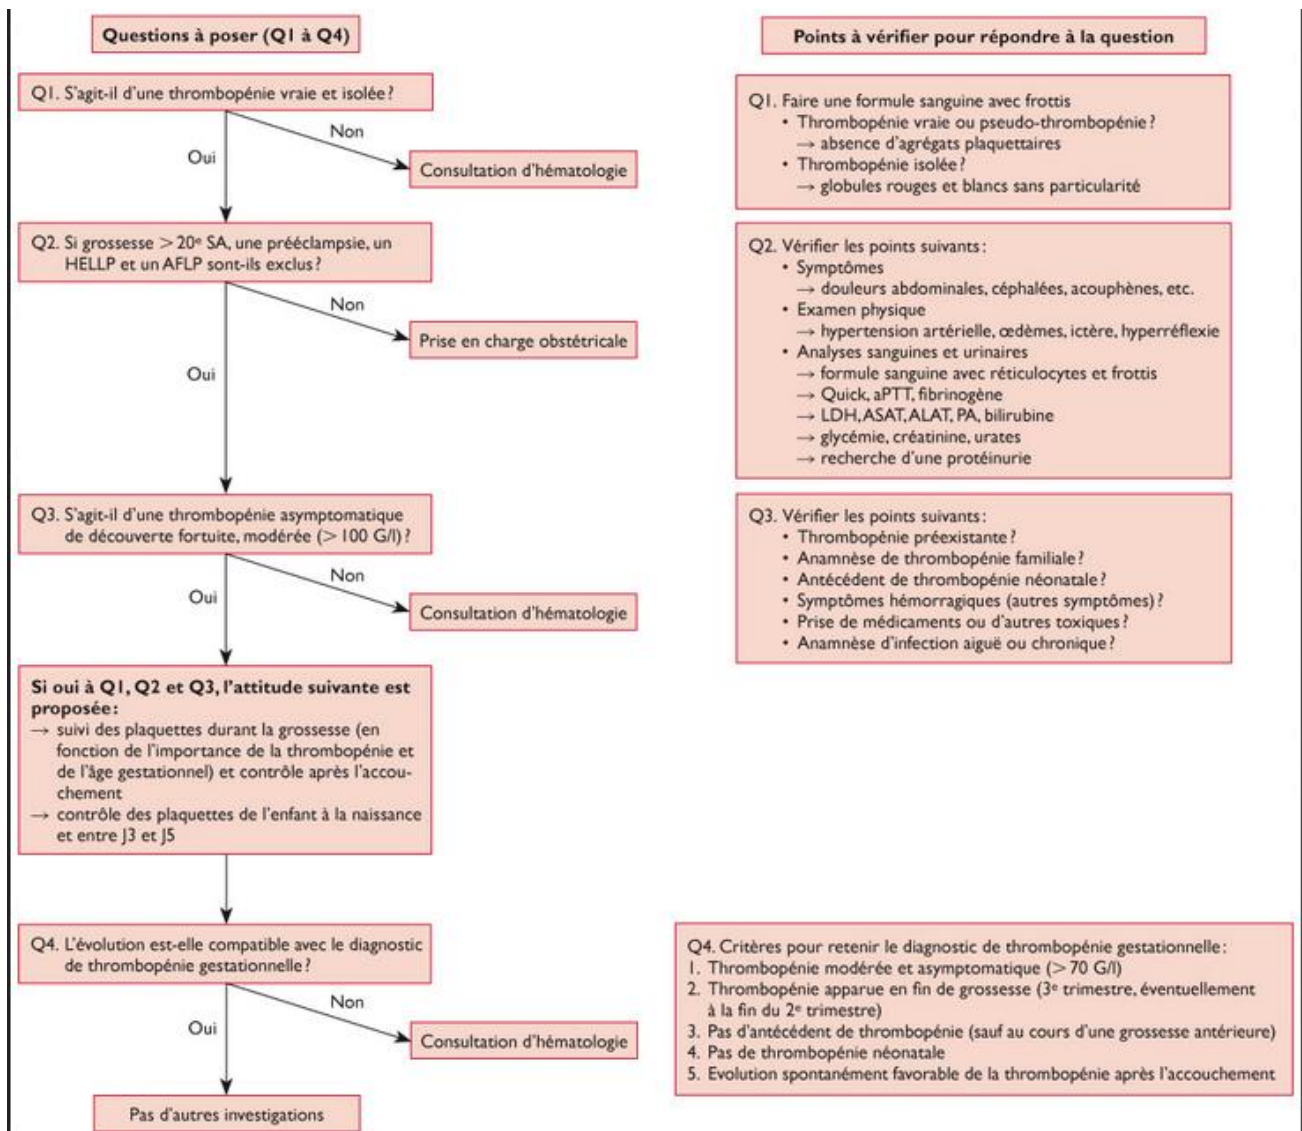 Questions à poser (Q1 à Q4)
Q1. S'agit-il d'une thrombopénie vraie et isolée ?
Non
Oui
Consultation d'hématologie
Q2. Si grossesse > 20e SA, une prééclampsie, un
HELLP et un AFLP sont-ils exclus ?
Non
Prise en charge obstétricale
Oui
Q3. S'agit-il d'une thrombopénie asymptomatique
de découverte fortuite, modérée (> 100 G/l) ?
Non
Oui
Consultation d'hématologie
Si oui à Q1, Q2 et Q3, l'attitude suivante est
proposée :
→ suivi des plaquettes durant la grossesse (en
fonction de l'importance de la thrombopénie et
de l'âge gestationnel) et contrôle après l'accou-
chement
→ contrôle des plaquettes de l'enfant à la naissance
et entre J3 et J5
Q4. L'évolution est-elle compatible avec le diagnostic
de thrombopénie gestationnelle ?
Non
Oui
Consultation d'hématologie
Pas d'autres investigations
Points à vérifier pour répondre à la question
Q1. Faire une formule sanguine avec frottis
• Thrombopénie vraie ou pseudo-thrombopénie ?
→ absence d'agrégats plaquettaires
• Thrombopénie isolée ?
→ globules rouges et blancs sans particularité
Q2. Vérifier les points suivants :
• Symptômes
→ douleurs abdominales, céphalées, acouphènes, etc.
• Examen physique
→ hypertension artérielle, œdèmes, ictère, hyperréflexie
• Analyses sanguines et urinaires
→ formule sanguine avec réticulocytes et frottis
→ Quick, aPTT, fibrinogène
→ LDH, ASAT, ALAT, PA, bilirubine
→ glycémie, créatinine, urates
→ recherche d'une protéinurie
Q3. Vérifier les points suivants :
• Thrombopénie préexistante ?
• Anamnèse de thrombopénie familiale ?
• Antécédent de thrombopénie néonatale ?
• Symptômes hémorragiques (autres symptômes) ?
• Prise de médicaments ou d'autres toxiques ?
• Anamnèse d'infection aiguë ou chronique ?
Q4. Critères pour retenir le diagnostic de thrombopénie gestationnelle :
1. Thrombopénie modérée et asymptomatique (> 70 G/l)
2. Thrombopénie apparue en fin de grossesse (3e trimestre, éventuellement
à la fin du 2e trimestre)
3. Pas d'antécédent de thrombopénie (sauf au cours d'une grossesse antérieure)
4. Pas de thrombopénie néonatale
5. Evolution spontanément favorable de la thrombopénie après l'accouchement